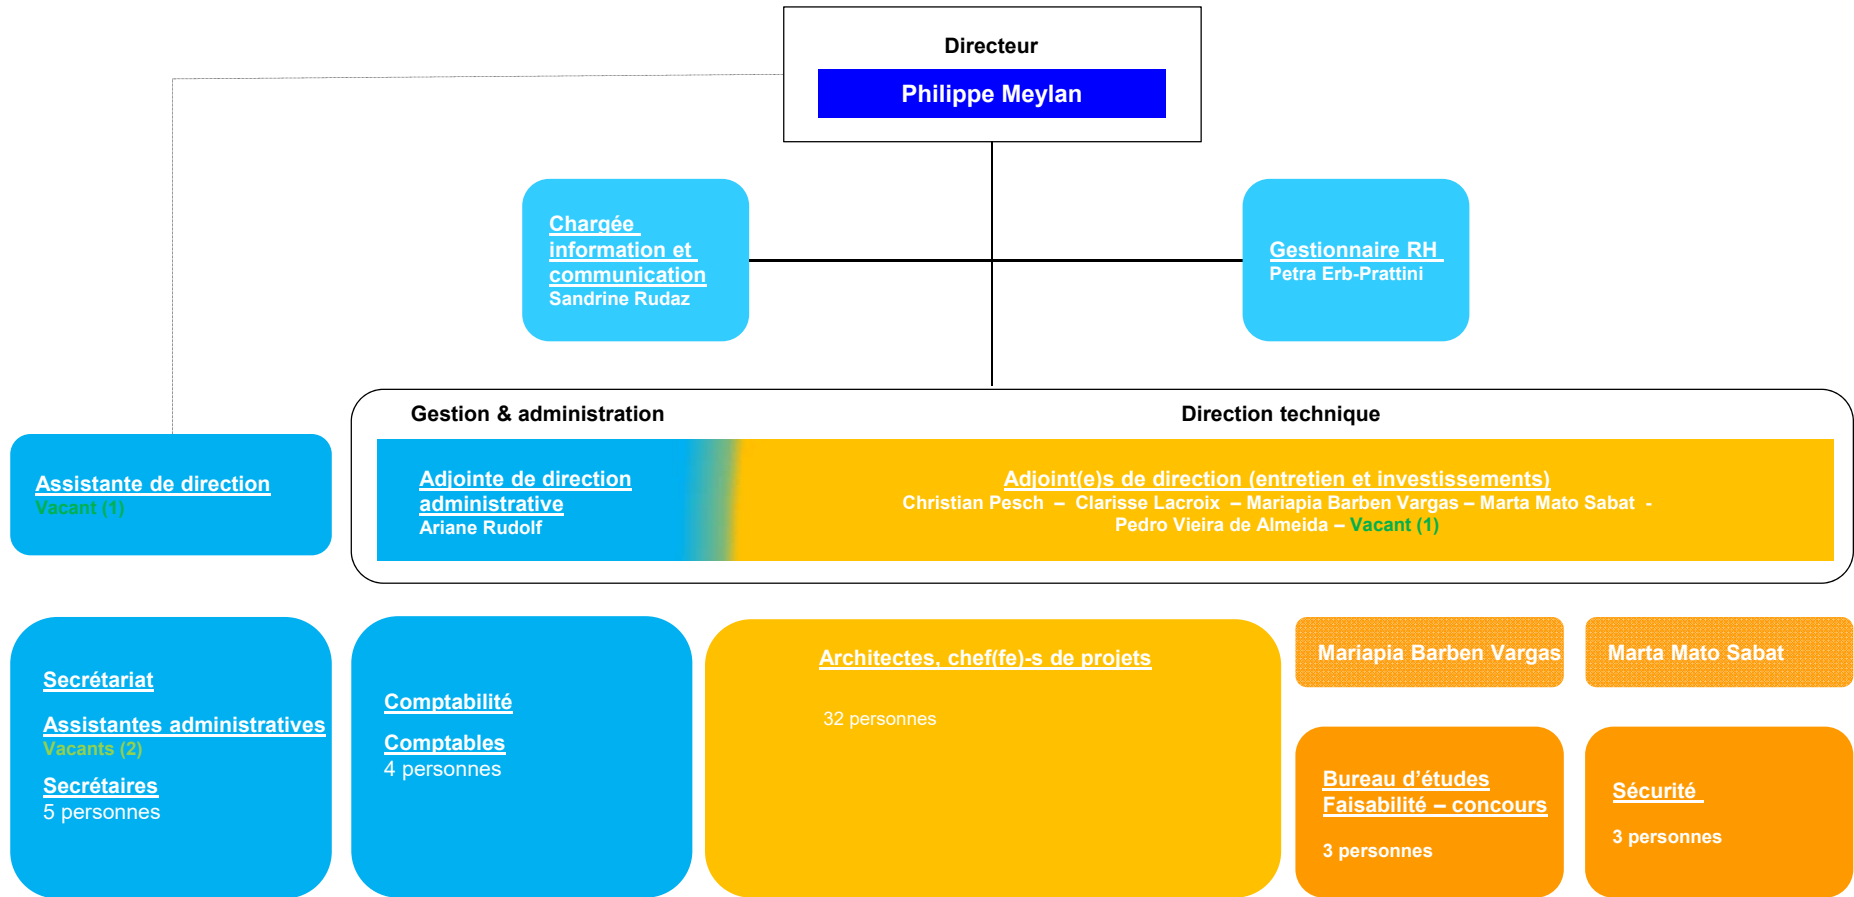 Directeur
Philippe Meylan
Chargée
information et
communication
Sandrine Rudaz
Gestionnaire RH
Petra Erb-Prattini
Gestion & administration
Direction technique
Assistante de direction
Vacant (1)
Adjointe de direction
administrative
Ariane Rudolf
Adjoint(e)s de direction (entretien et investissements)
Christian Pesch – Clarisse Lacroix – Mariapia Barben Vargas – Marta Mato Sabat -
Pedro Vieira de Almeida – Vacant (1)
Secrétariat
Assistantes administratives
Vacants (2)
Secrétaires
5 personnes
Comptabilité
Comptables
4 personnes
Architectes, chef(fe)-s de projets
32 personnes
Mariapia Barben Vargas
Bureau d’études
Faisabilité – concours
3 personnes
Marta Mato Sabat
Sécurité
3 personnes